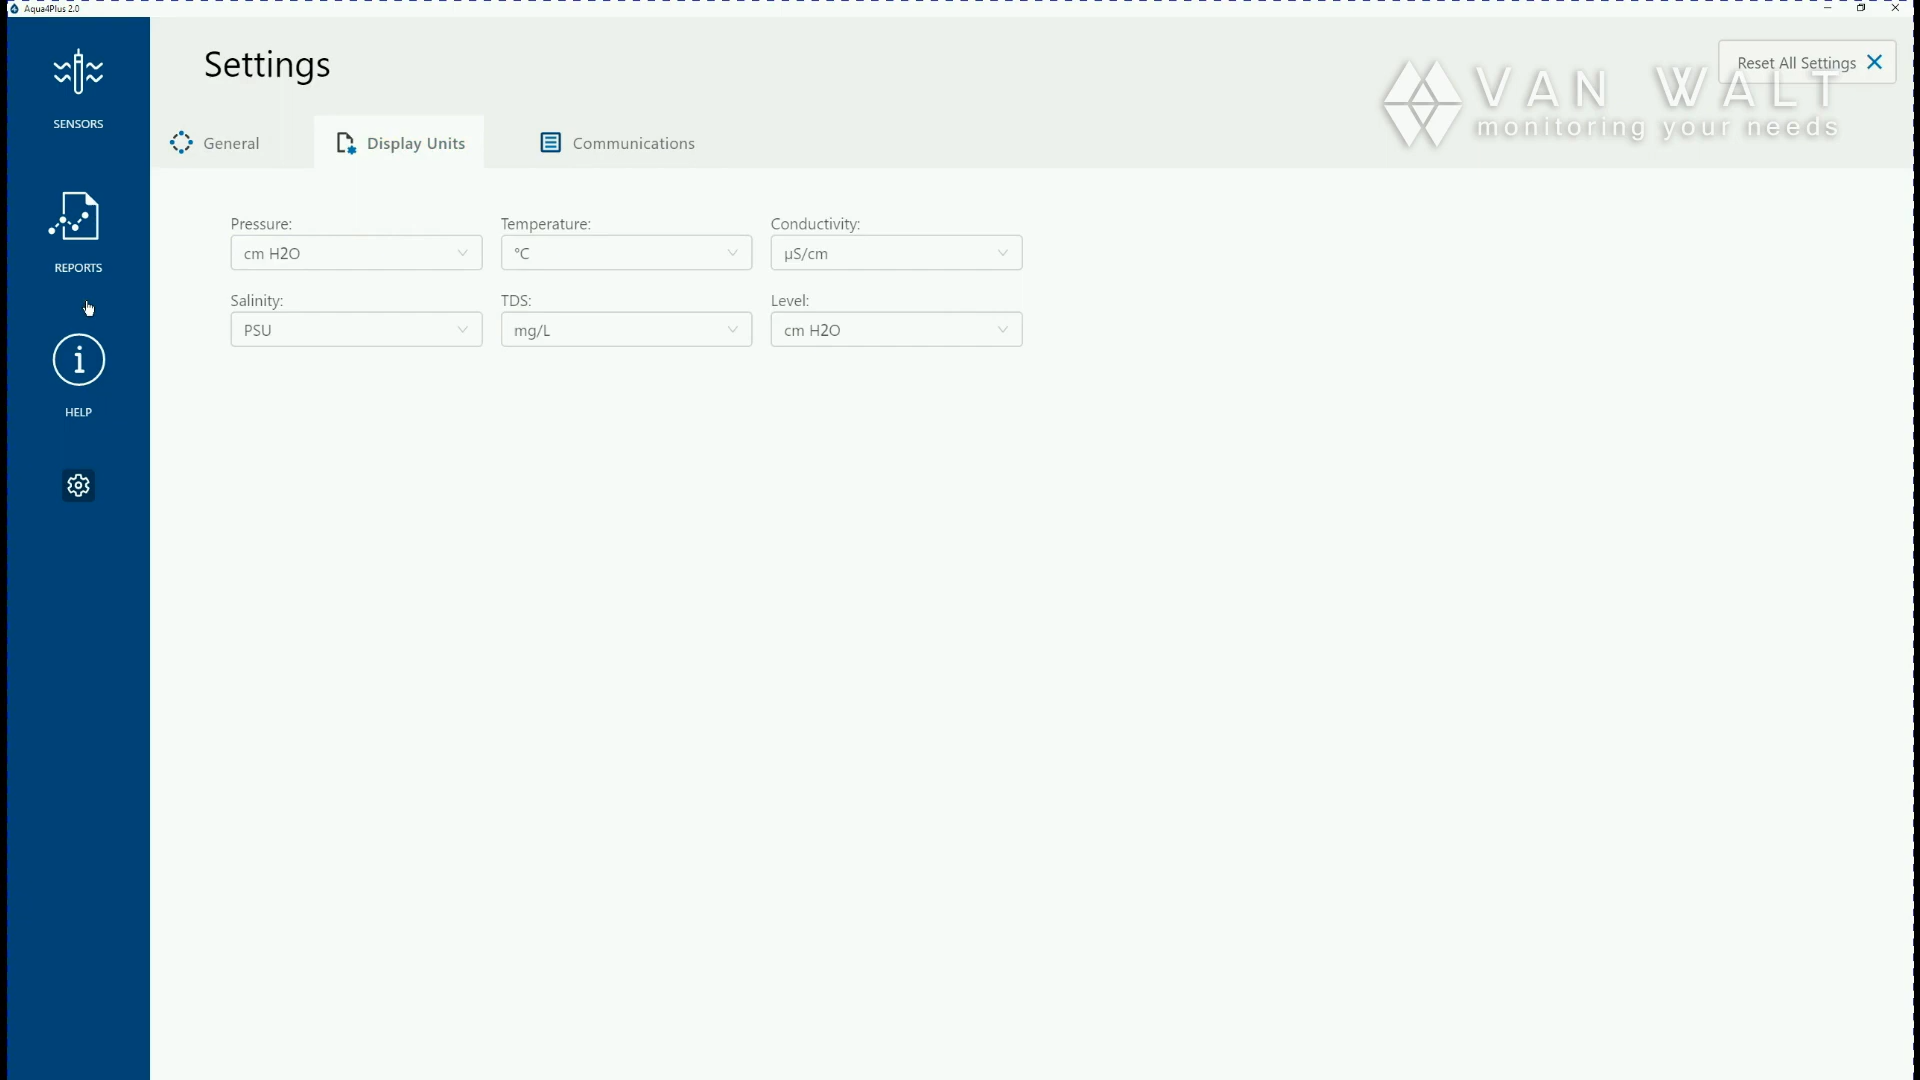 Aqua4Plus 2.0
Settings
Reset All Settings
VAN WALT
monitoring your needs
SENSORS
General
Display Units
Communications
Pressure:
Temperature:
Conductivity:
cm H2O
°C
µS/cm
REPORTS
Salinity:
TDS:
Level:
PSU
mg/L
cm H2O
HELP